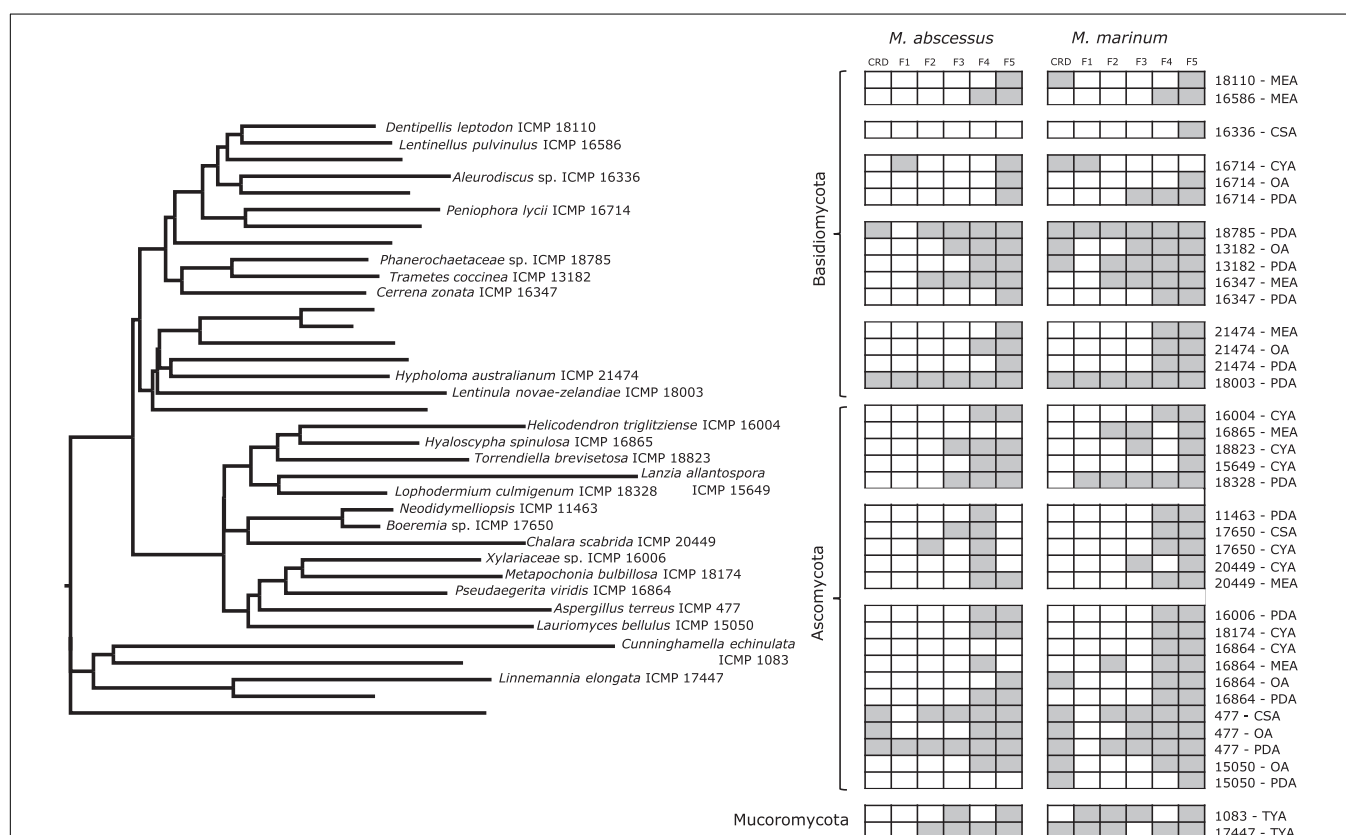 M. abscessus
M. marinum
CRD F1 F2 F3 F4 F5
CRD F1 F2 F3 F4 F5
Dentipellis leptodon ICMP 18110
Lentinellus pulvinulus ICMP 16586
Aleurodiscus sp. ICMP 16336
Peniophora lycii ICMP 16714
Phanerochaetaceae sp. ICMP 18785
Trametes coccinea ICMP 13182
Cerrena zonata ICMP 16347
Hypholoma australianum ICMP 21474
Lentinula novae-zelandiae ICMP 18003
Helicodendron triglitziense ICMP 16004
Hyaloscypha spinulosa ICMP 16865
Torrendiella brevisetosa ICMP 18823
Lanzia allantospora
ICMP 15649
Lophodermium culmigenum ICMP 18328
Neodidymelliopsis ICMP 11463
Boeremia sp. ICMP 17650
Chalara scabrida ICMP 20449
Xylariaceae sp. ICMP 16006
Metapochonia bulbillosa ICMP 18174
Pseudaegerita viridis ICMP 16864
Aspergillus terreus ICMP 477
Lauriomyces bellulus ICMP 15050
Cunninghamella echinulata
ICMP 1083
Linnemannia elongata ICMP 17447
Basidiomycota
Ascomycota
Mucoromycota
18110 - MEA
16586 - MEA
16336 - CSA
16714 - CYA
16714 - OA
16714 - PDA
18785 - PDA
13182 - OA
13182 - PDA
16347 - MEA
16347 - PDA
21474 - MEA
21474 - OA
21474 - PDA
18003 - PDA
16004 - CYA
16865 - MEA
18823 - CYA
15649 - CYA
18328 - PDA
11463 - PDA
17650 - CSA
17650 - CYA
20449 - CYA
20449 - MEA
16006 - PDA
18174 - CYA
16864 - CYA
16864 - MEA
16864 - OA
16864 - PDA
477 - CSA
477 - OA
477 - PDA
15050 - OA
15050 - PDA
1083 - TYA
17447 - TYA